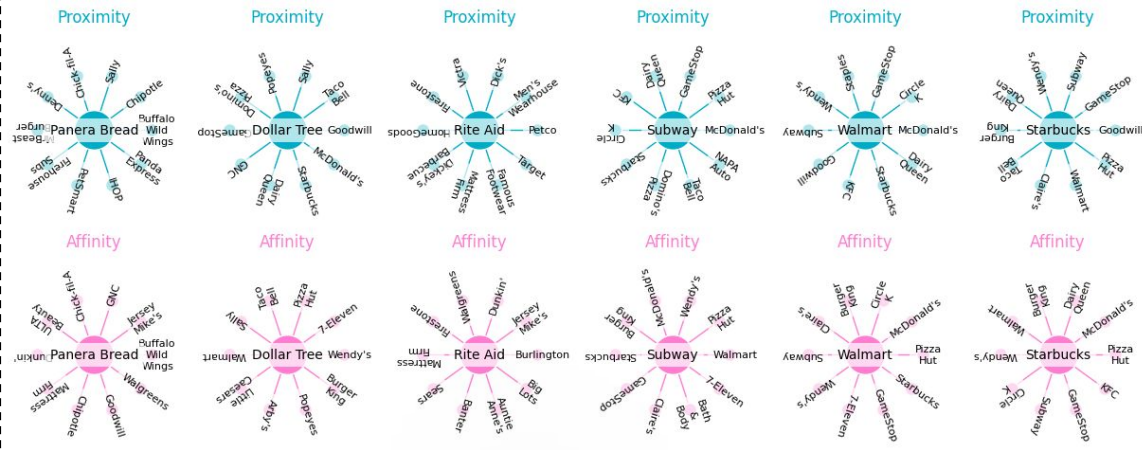 Proximity
Chick-fil-A
Sally
Denny's
Chipotle
MrBeast
Burger
Panera Bread
Buffalo
Wild
Wings
Firehouse
Subs
Panda
Express
PetSmart
IHOP
Proximity
Popeyes
Sally
Domino's
Pizza
Taco
Bell
GameStop
Dollar Tree
Goodwill
GNC
McDonald's
Dairy
Queen
Starbucks
Proximity
Vectra
Dick's
Firestone
Men's
Wearhouse
HomeGoods
Rite Aid
Petco
Dickey's
Barbecue
Target
Mattress
Firm
Famous
Footwear
Proximity
Dairy
Queen
GameStop
KFC
Pizza
Hut
Circle
K
Subway
McDonald's
Starbucks
NAPA
Auto
Domino's
Pizza
Taco
Bell
Proximity
Staples
GameStop
Wendy's
Circle
K
Subway
Walmart
McDonald's
Goodwill
Dairy
Queen
KFC
Starbucks
Proximity
Wendy's
Subway
Dairy
Queen
GameStop
Burger
King
Starbucks
Goodwill
Taco
Bell
Pizza
Hut
Claire's
Walmart
Affinity
Chick-fil-A
GNC
ULTA
Beauty
Jersey
Mike's
Dunkin'
Panera Bread
Buffalo
Wild
Wings
Mattress
Firm
Walgreens
Chipotle
Goodwill
Affinity
Taco
Bell
Pizza
Hut
Sally
7-Eleven
Walmart
Dollar Tree
Wendy's
Little
Caesars
Burger
King
Arby's
Popeyes
Affinity
Walgreens
Dunkin'
Firestone
Jersey
Mike's
Mattress
Firm
Rite Aid
Burlington
Sears
Big
Lots
Banter
Auntie
Anne's
Affinity
McDonald's
Wendy's
Burger
King
Pizza
Hut
Starbucks
Subway
Walmart
GameStop
7-Eleven
Claire's
Bath
&
Body
Affinity
Burger
King
Circle
K
Claire's
McDonald's
Subway
Walmart
Pizza
Hut
Wendy's
Starbucks
7-Eleven
GameStop
Affinity
Burger
King
Dairy
Queen
Walmart
McDonald's
Wendy's
Starbucks
Pizza
Hut
Circle
K
KFC
Subway
GameStop